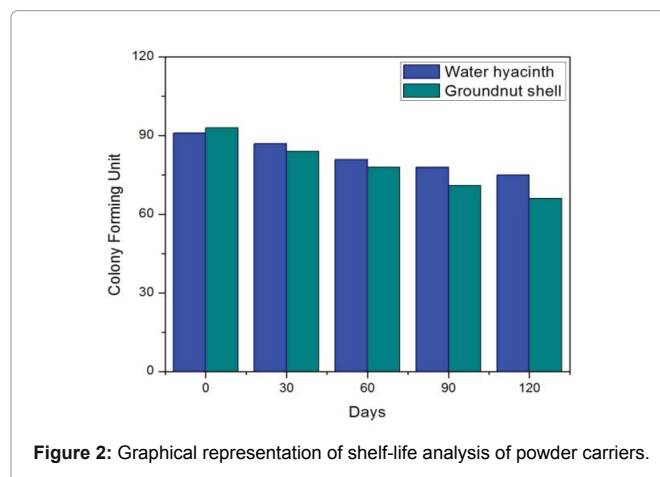 120
90
60
30
0
Colony Forming Unit
Water hyacinth
Groundnut shell
0 30 60 90 120
Days
Figure 2: Graphical representation of shelf-life analysis of powder carriers.